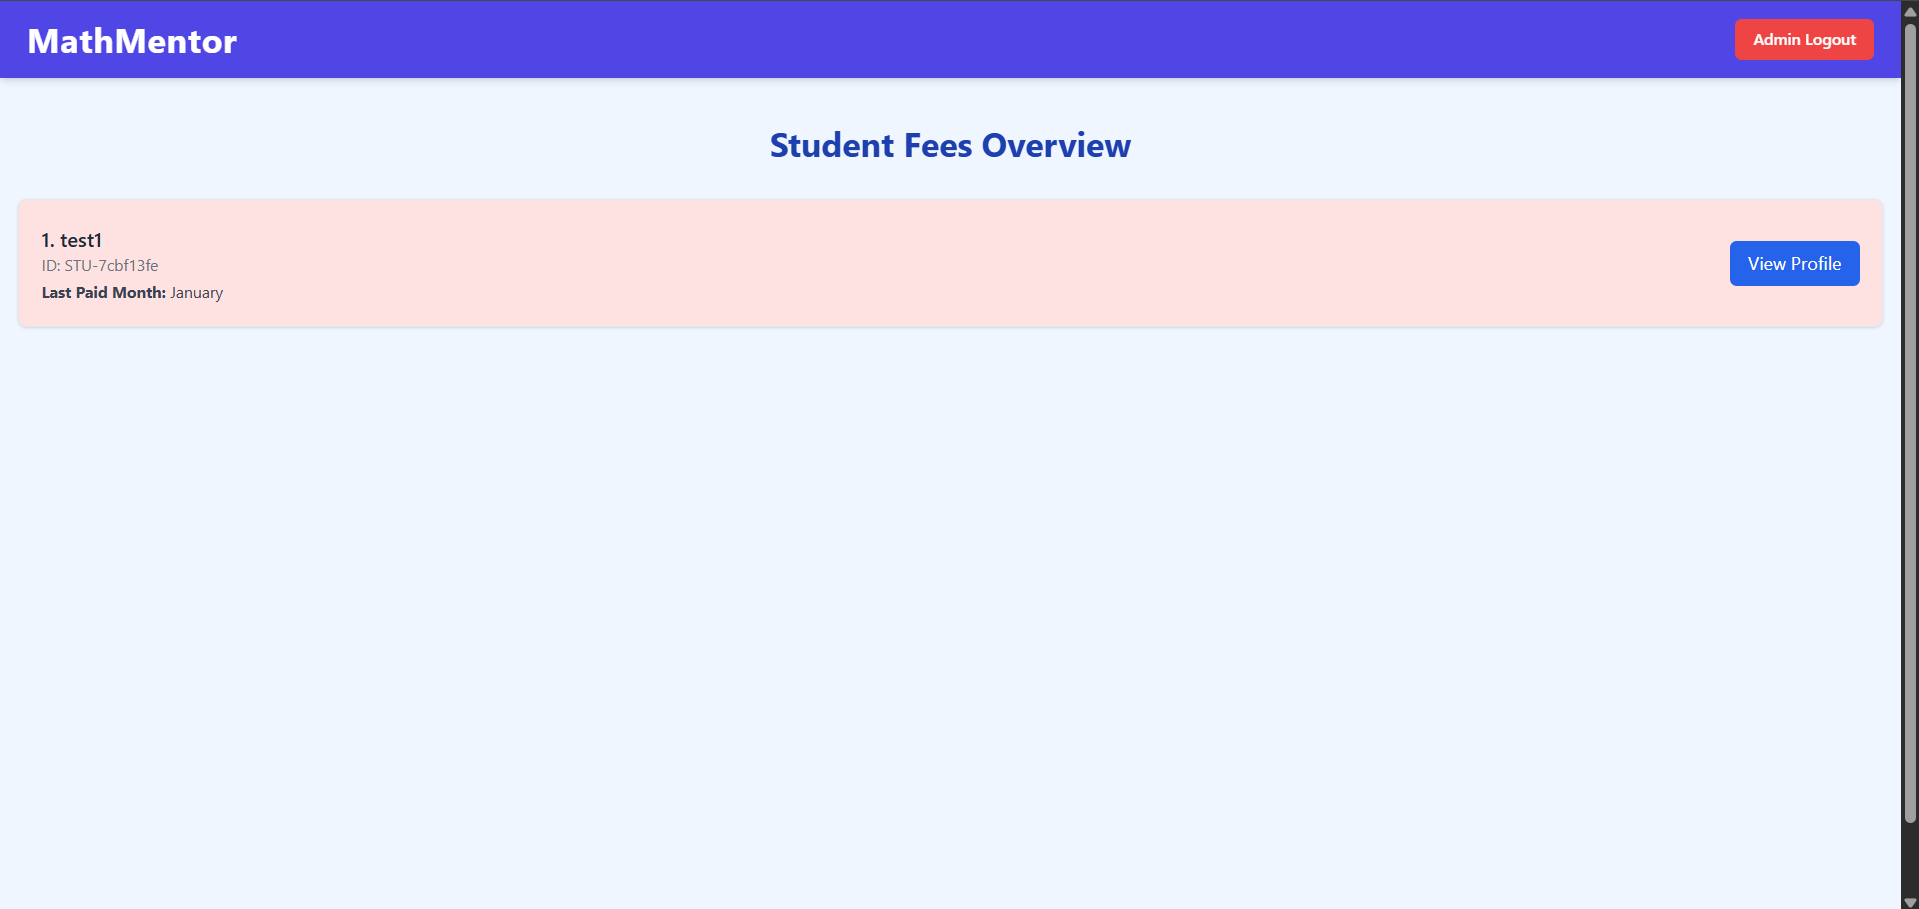 MathMentor
Admin Logout
Student Fees Overview
1. test1
ID: STU-7cbf13fe
Last Paid Month: January
View Profile